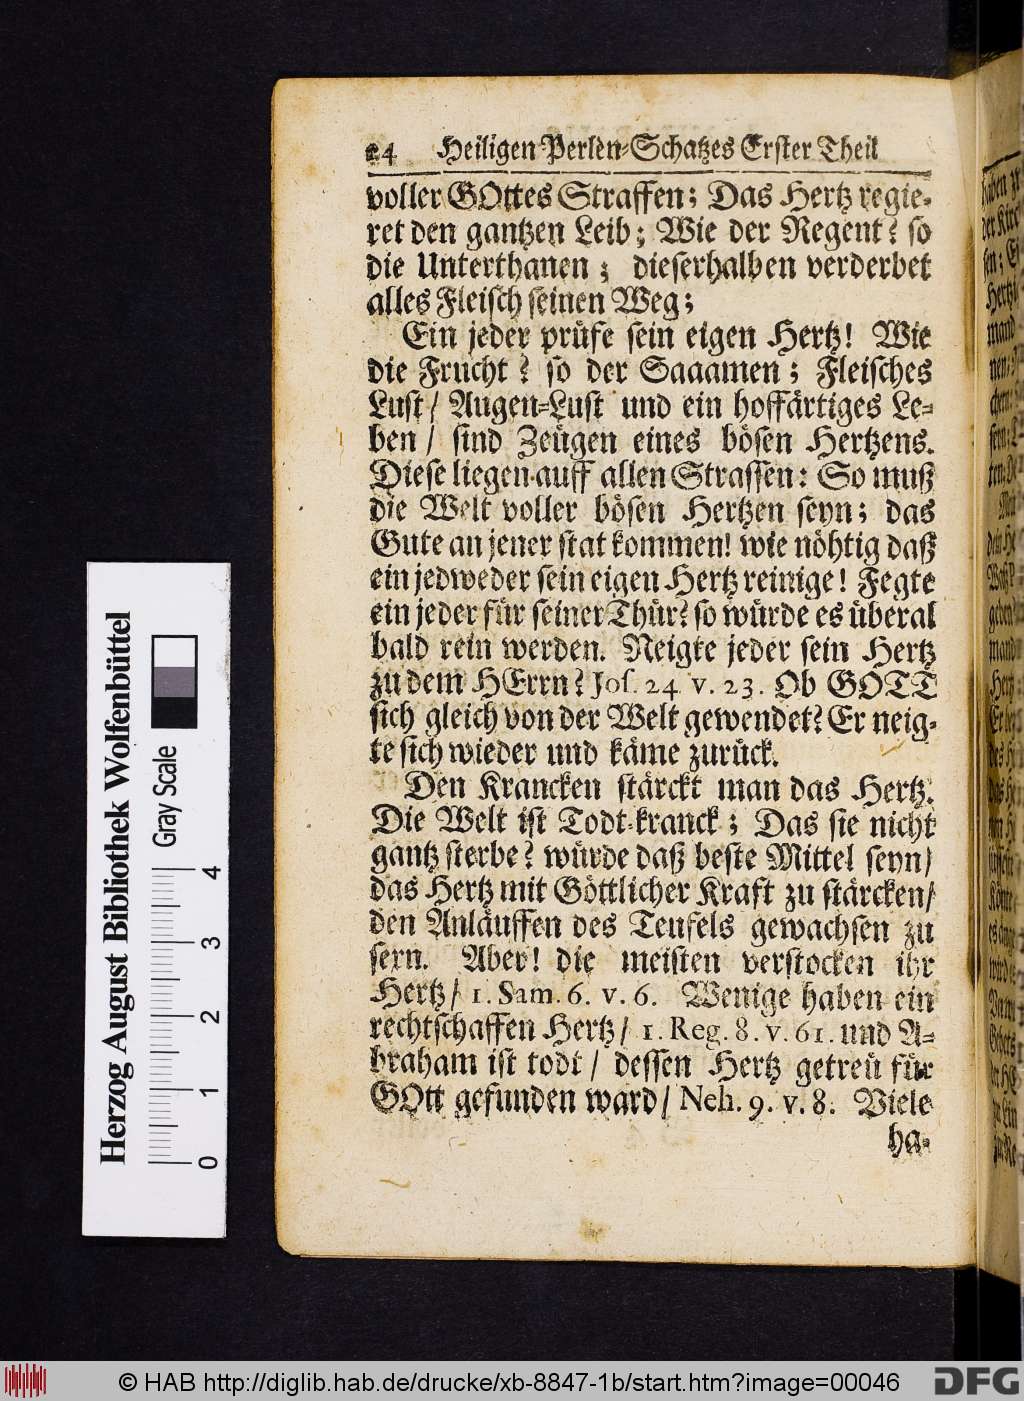 24 Heiligen Perlen-Schatzes Erster Theil
voller GOttes Straffen; Das Hertz regie-
ret den gantzen Leib; Wie der Regent? so
die Unterthanen; dieserhalben verderbet
alles Fleisch seinen Weg;
Ein jeder prüfe sein eigen Hertz! Wie
die Frucht? so der Saaamen; Fleisches
Lust/ Augen-Lust und ein hoffärtiges Le-
ben/ sind Zeügen eines bösen Hertzens.
Diese liegen auff allen Strassen: So muß
die Welt voller bösen Hertzen seyn; das
Gute an jener stat kommen! wie nöhtig daß
ein jedweder sein eigen Hertz reinige! Fegte
ein jeder für seiner Thür? so würde es überal
bald rein werden. Neigte jeder sein Hertz
zu dem HErrn? Jos. 24 v. 23. Ob GOTT
sich gleich von der Welt gewendet? Er neig-
te sich wieder und käme zurück.
Den Krancken stärckt man das Hertz.
Die Welt ist Todt-kranck; Das sie nicht
gantz sterbe? würde daß beste Mittel seyn/
das Hertz mit Göttlicher Kraft zu stärcken/
den Anläuffen des Teufels gewachsen zu
seyn. Aber! die meisten verstocken ihr
Hertz/ 1. Sam. 6. v. 6. Wenige haben ein
rechtschaffen Hertz/ 1. Reg. 8. v. 61. und A-
braham ist todt/ dessen Hertz getreü für
GOtt gefunden ward/ Neh. 9. v. 8. Viele
ha-
Herzog August Bibliothek Wolfenbüttel
Gray Scale
0 1 2 3 4
© HAB http://diglib.hab.de/drucke/xb-8847-1b/start.htm?image=00046
DFG